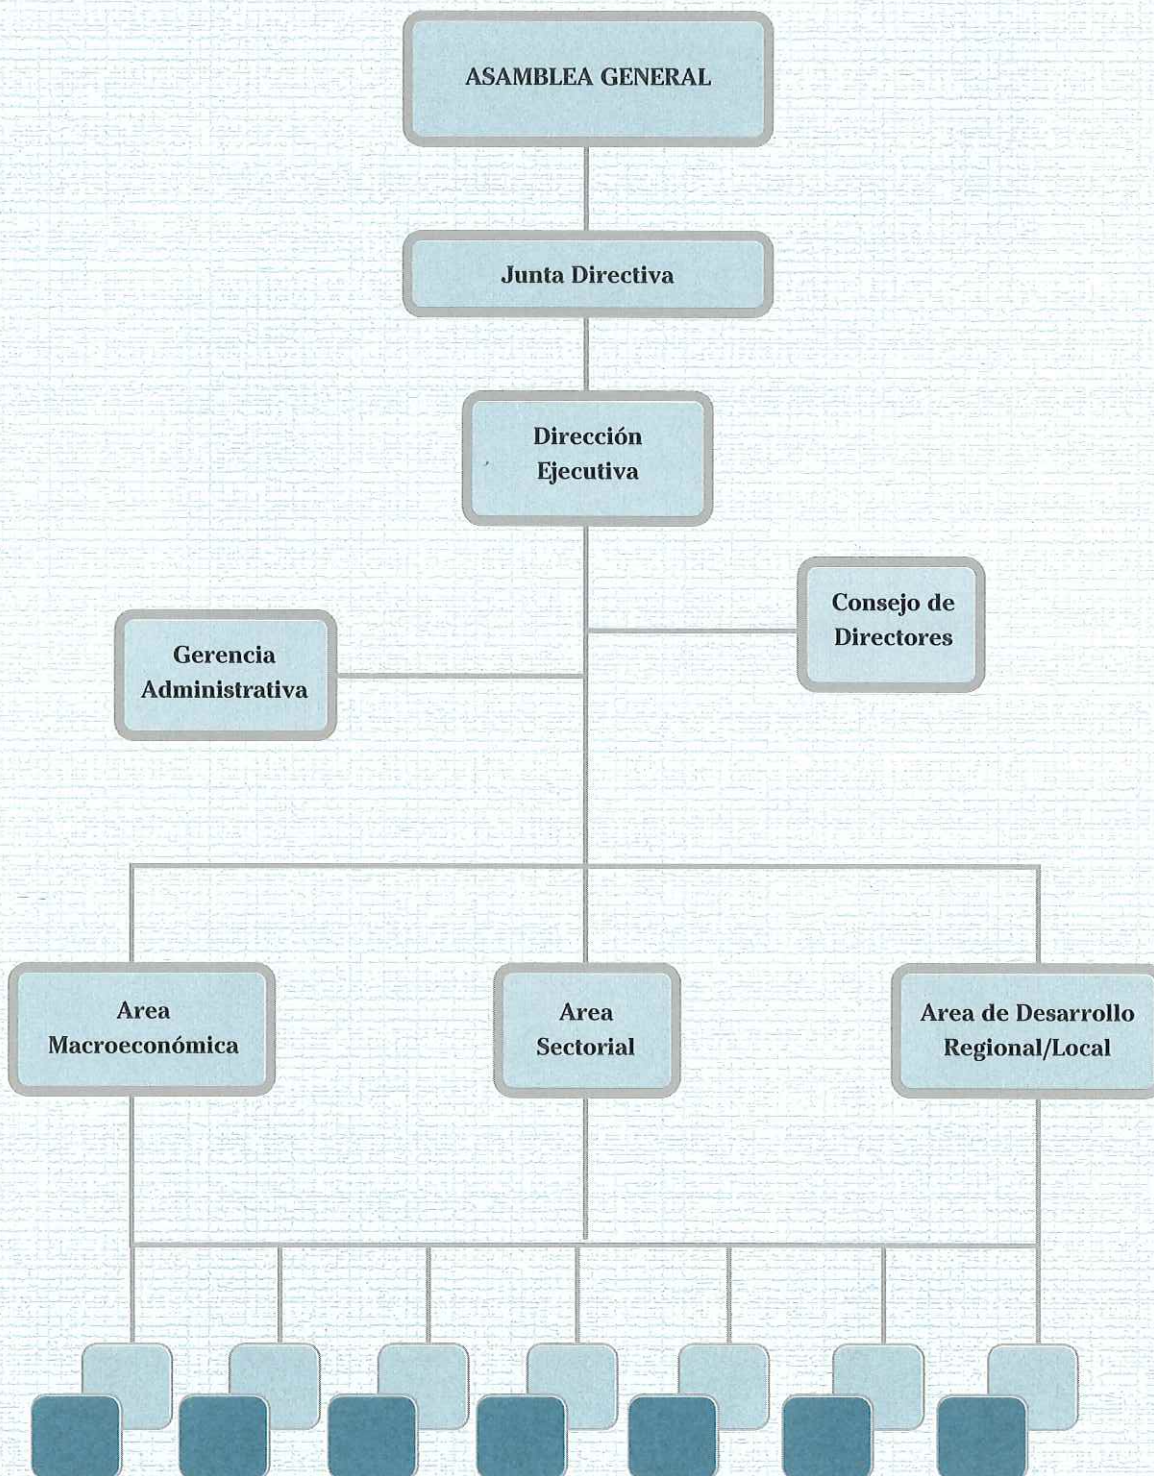 ASAMBLEA GENERAL
Junta Directiva
Dirección
Ejecutiva
Consejo de
Directores
Gerencia
Administrativa
Area
Macroeconómica
Area
Sectorial
Area de Desarrollo
Regional/Local